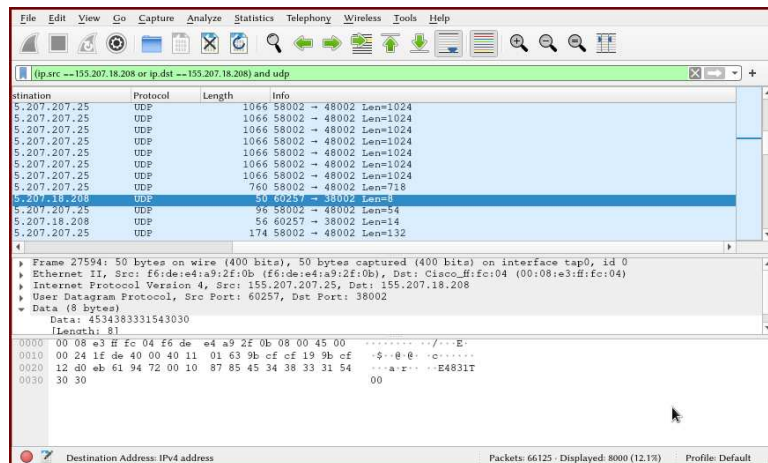 File Edit View Go Capture Analyze Statistics Telephony Wireless Tools Help
(ip.src ==155.207.18.208 or ip.dst ==155.207.18.208) and udp
stination Protocol Length Info
5.207.207.25 UDP 1066 58002 → 48002 Len=1024
5.207.207.25 UDP 1066 58002 → 48002 Len=1024
5.207.207.25 UDP 1066 58002 → 48002 Len=1024
5.207.207.25 UDP 1066 58002 → 48002 Len=1024
5.207.207.25 UDP 1066 58002 → 48002 Len=1024
5.207.207.25 UDP 1066 58002 → 48002 Len=1024
5.207.207.25 UDP 1066 58002 → 48002 Len=1024
5.207.207.25 UDP 760 58002 → 48002 Len=718
5.207.18.208 UDP 50 60257 → 38002 Len=8
5.207.207.25 UDP 96 58002 → 48002 Len=54
5.207.18.208 UDP 56 60257 → 38002 Len=14
5.207.207.25 UDP 174 58002 → 48002 Len=132
Frame 27594: 50 bytes on wire (400 bits), 50 bytes captured (400 bits) on interface tap0, id 0
Ethernet II, Src: f6:de:e4:a9:2f:0b (f6:de:e4:a9:2f:0b), Dst: Cisco_ff:fc:04 (00:08:e3:ff:fc:04)
Internet Protocol Version 4, Src: 155.207.207.25, Dst: 155.207.18.208
User Datagram Protocol, Src Port: 60257, Dst Port: 38002
Data (8 bytes)
Data: 4534383331543030
[Length: 8]
0000 00 08 e3 ff fc 04 f6 de e4 a9 2f 0b 08 00 45 00 ········ ··/···E·
0010 00 24 1f de 40 00 40 11 01 63 9b cf cf 19 9b cf ·$··@·@· ·c······
0020 12 d0 eb 61 94 72 00 10 87 85 45 34 38 33 31 54 ···a·r·· ··E4831T
0030 30 30 00
Destination Address: IPv4 address Packets: 66125 · Displayed: 8000 (12.1%) Profile: Default